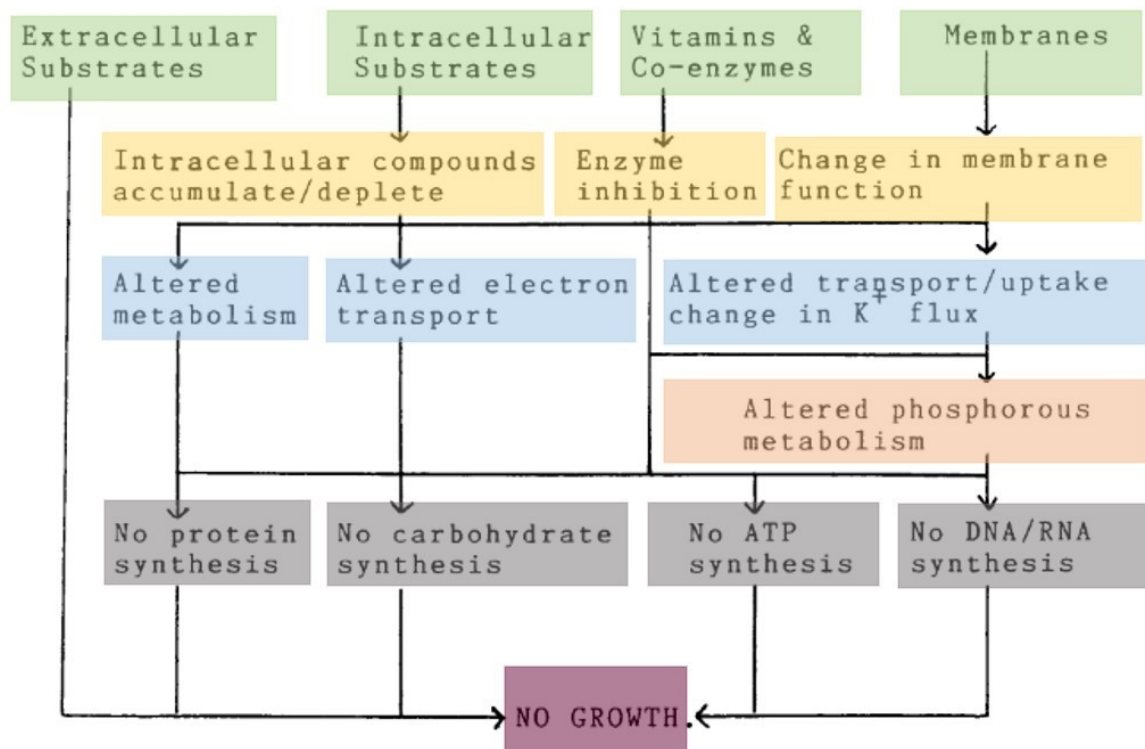 Extracellular
Substrates
Intracellular
Substrates
Vitamins &
Co-enzymes
Membranes
Intracellular compounds
accumulate/deplete
Enzyme
inhibition
Change in membrane
function
Altered
metabolism
Altered electron
transport
Altered transport/uptake
change in K+ flux
Altered phosphorous
metabolism
No protein
synthesis
No carbohydrate
synthesis
No ATP
synthesis
No DNA/RNA
synthesis
NO GROWTH.